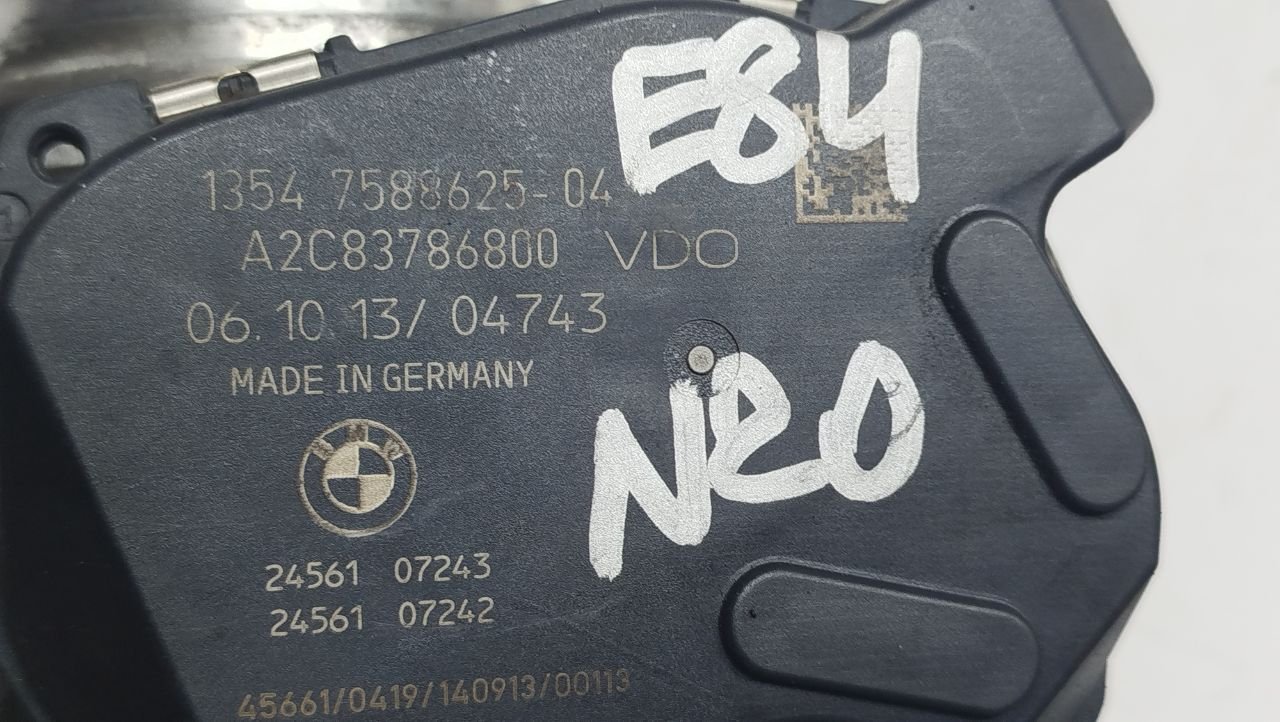 E84
1354 7588625-04
A2C83786800 VDO
06.10.13/ 04743
MADE IN GERMANY
N20
BMW
24561 07243
24561 07242
45661/0419/140913/00113